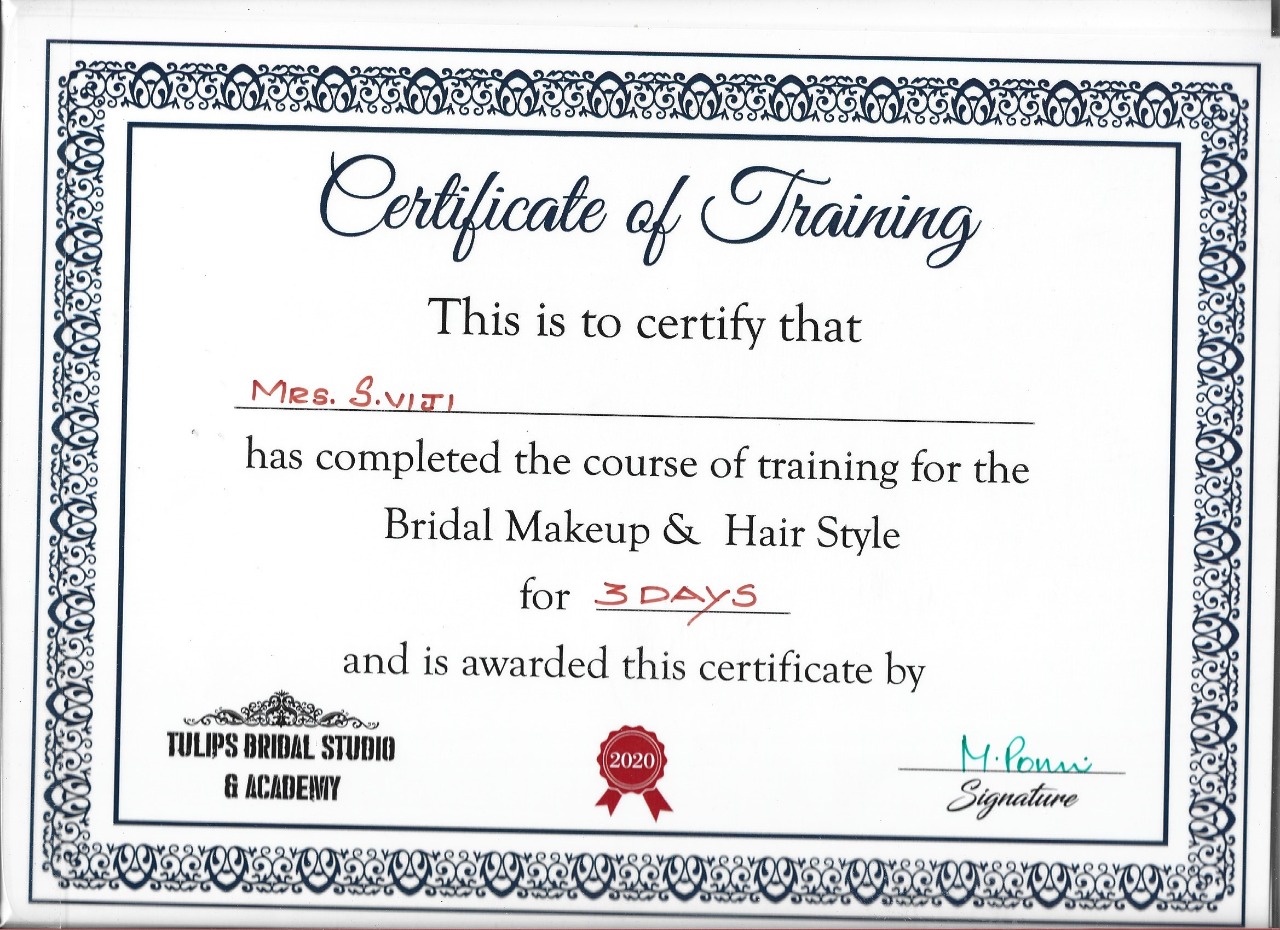 Certificate of Training
This is to certify that
MRS. S.VIJI
has completed the course of training for the
Bridal Makeup & Hair Style
for 3 DAYS
and is awarded this certificate by
TULIPS BRIDAL STUDIO
& ACADEMY
2020
M. Ponni
Signature